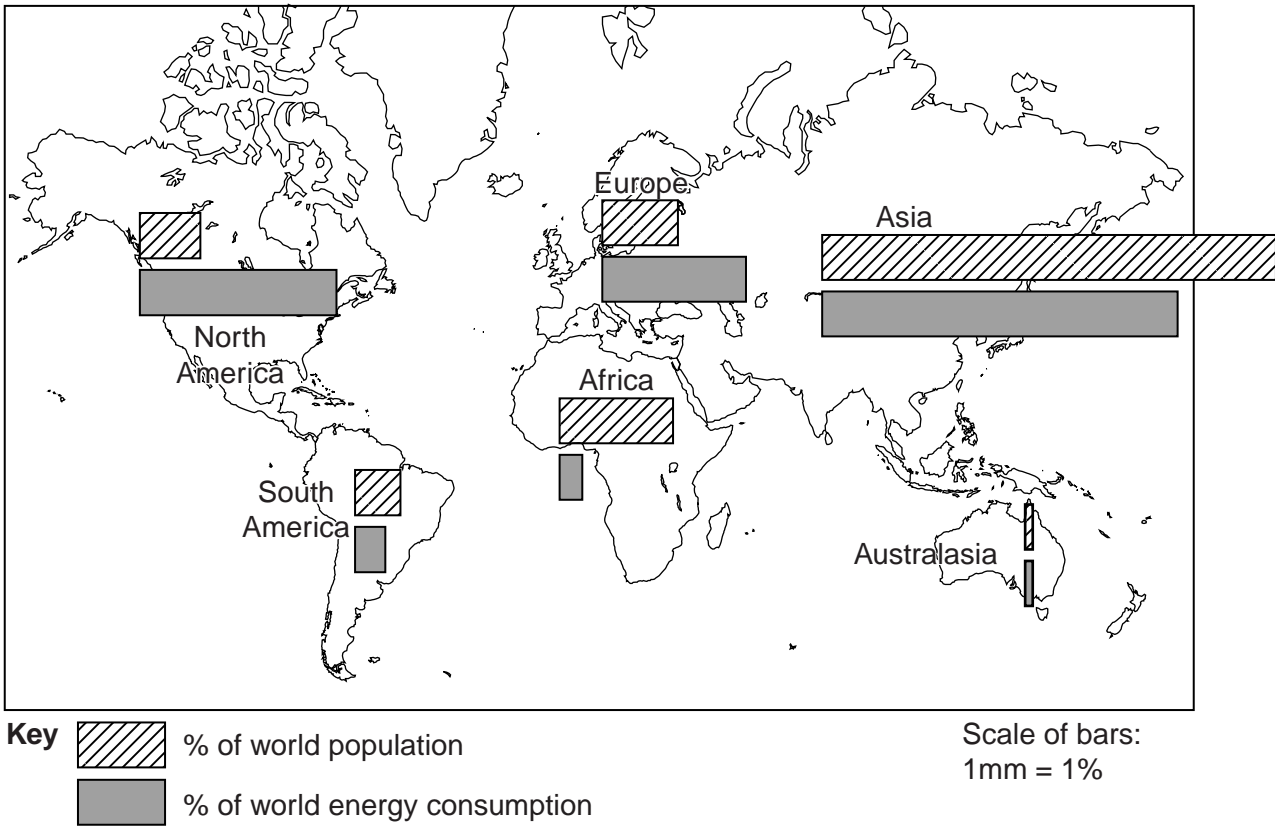 Europe
Asia
North
America
Africa
South
America
Australasia
Key
% of world population
% of world energy consumption
Scale of bars:
1mm = 1%